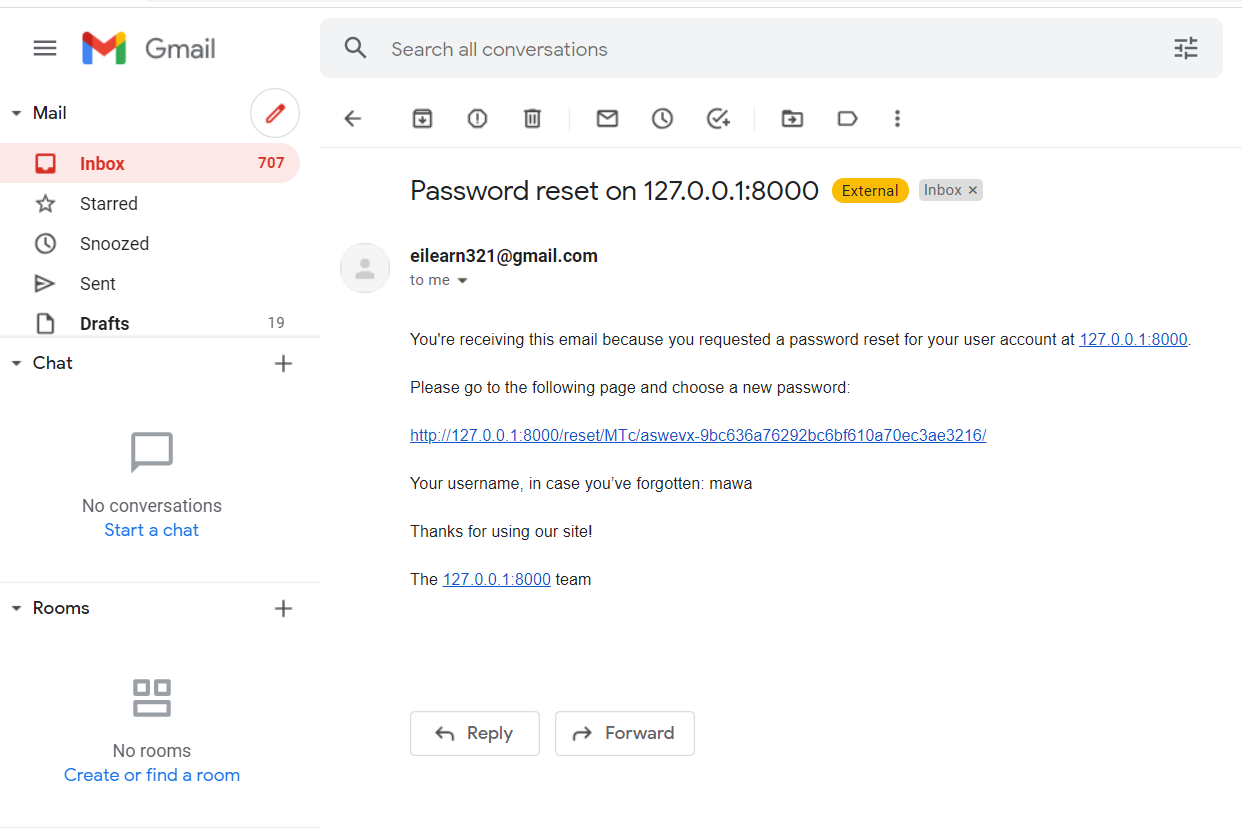 Gmail
Search all conversations
Mail
Inbox 707
Starred
Snoozed
Sent
Drafts 19
Chat
No conversations
Start a chat
Rooms
No rooms
Create or find a room
Password reset on 127.0.0.1:8000 External Inbox ×
eilearn321@gmail.com
to me
You're receiving this email because you requested a password reset for your user account at 127.0.0.1:8000.
Please go to the following page and choose a new password:
http://127.0.0.1:8000/reset/MTc/aswevx-9bc636a76292bc6bf610a70ec3ae3216/
Your username, in case you’ve forgotten: mawa
Thanks for using our site!
The 127.0.0.1:8000 team
Reply Forward